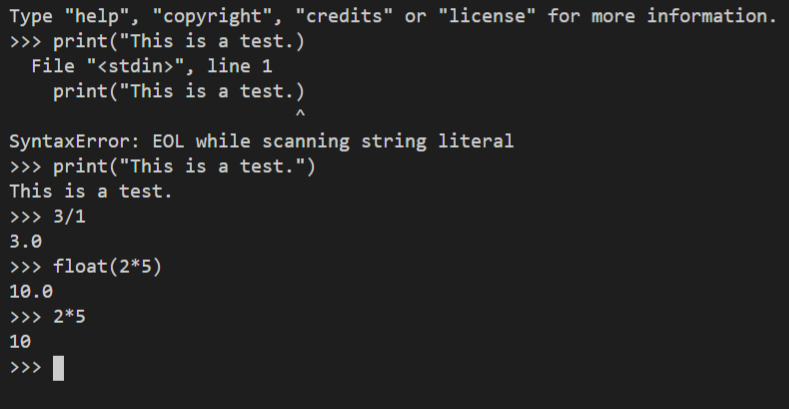 Type "help", "copyright", "credits" or "license" for more information.
>>> print("This is a test.)
  File "<stdin>", line 1
    print("This is a test.)
                          ^
SyntaxError: EOL while scanning string literal
>>> print("This is a test.")
This is a test.
>>> 3/1
3.0
>>> float(2*5)
10.0
>>> 2*5
10
>>>